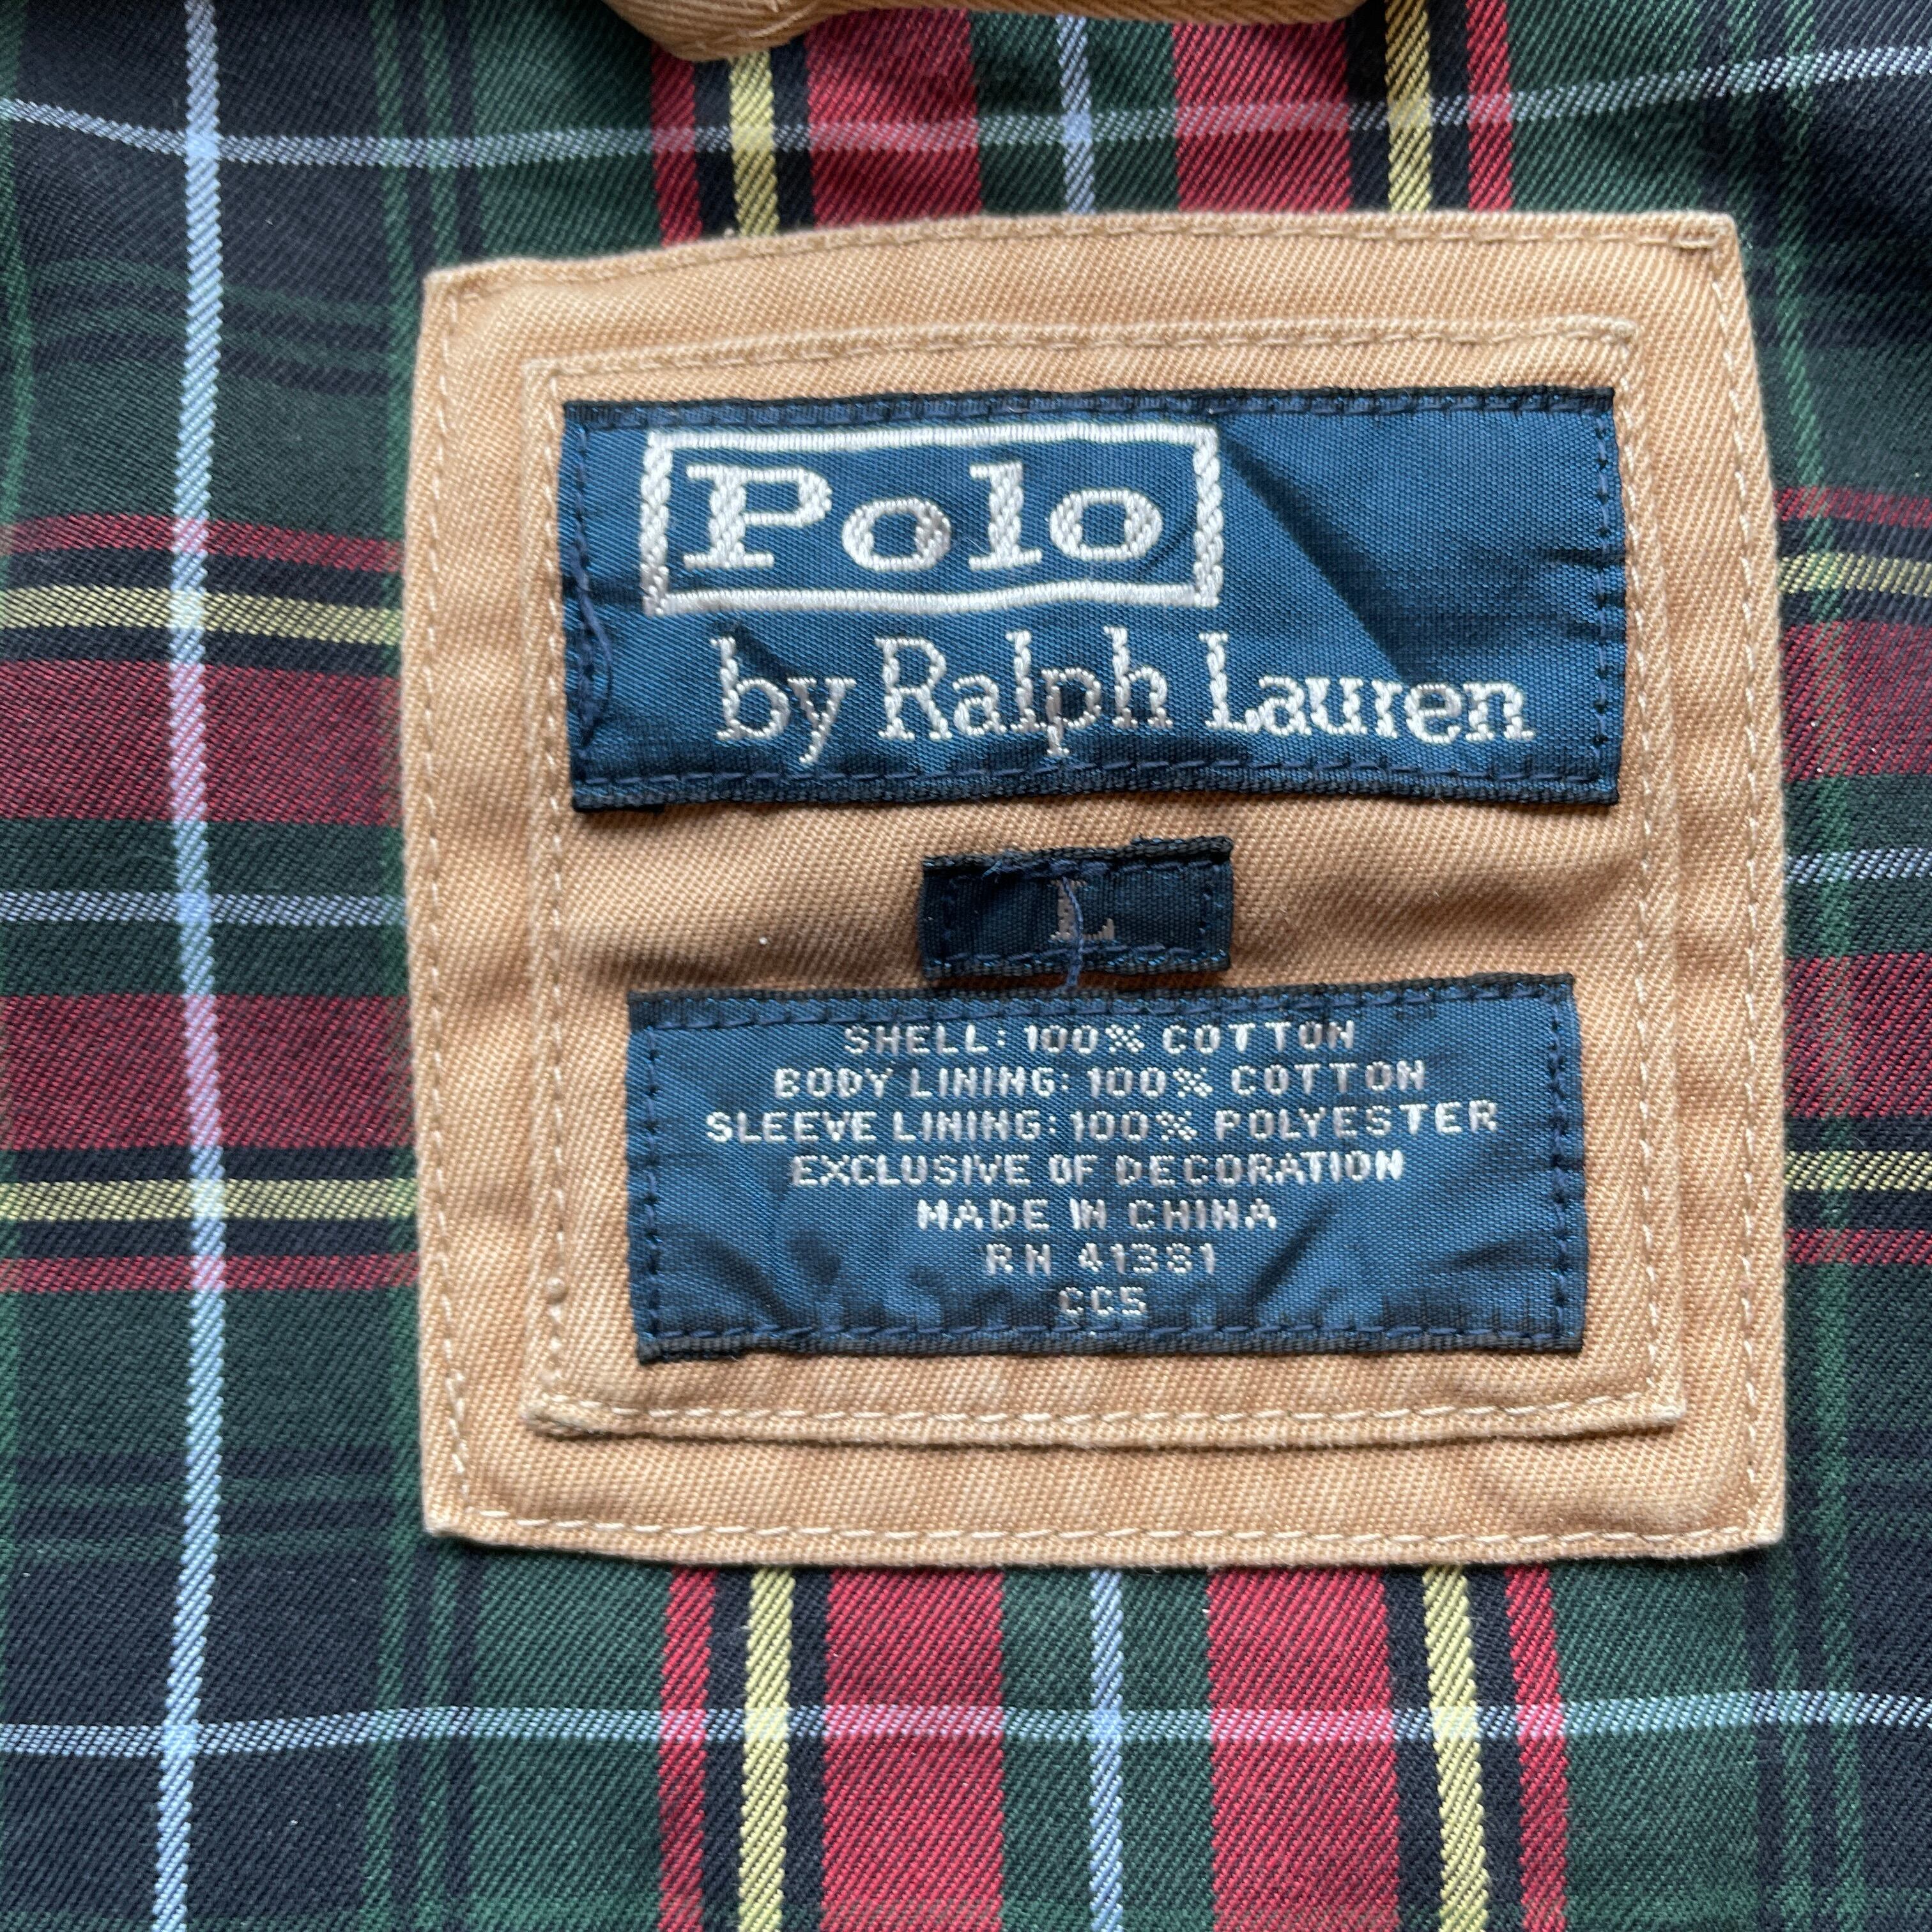 Polo
by Ralph Lauren
L
SHELL: 100% COTTON
BODY LINING: 100% COTTON
SLEEVE LINING: 100% POLYESTER
EXCLUSIVE OF DECORATION
MADE IN CHINA
RN 41381
CC5